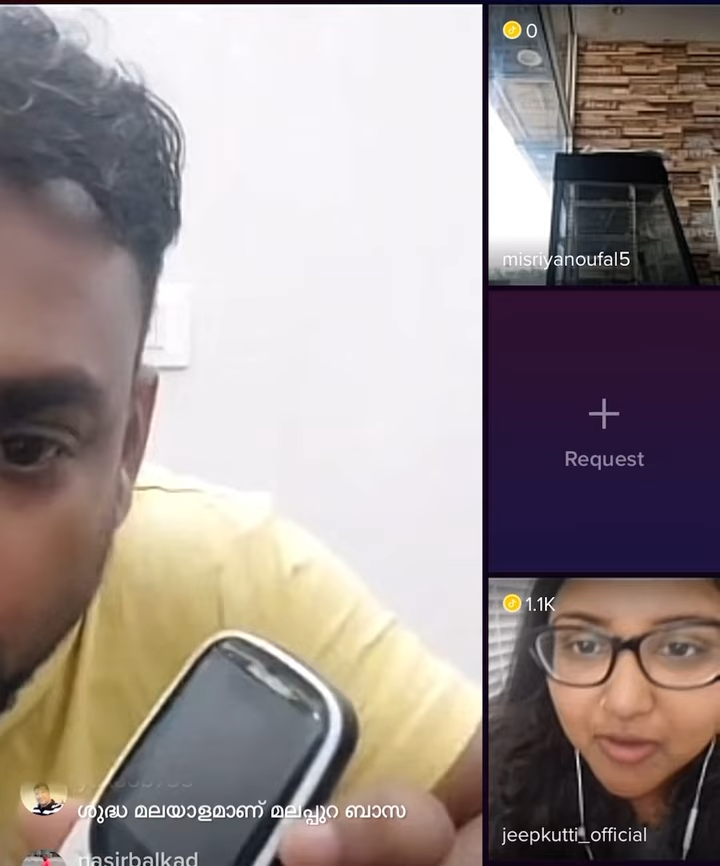 0
misriyanoufal5
Request
1.1K
ശുദ്ധ മലയാളമാണ് മലപ്പുറ ബാസ
jeepkutti_official
nasirbalkad